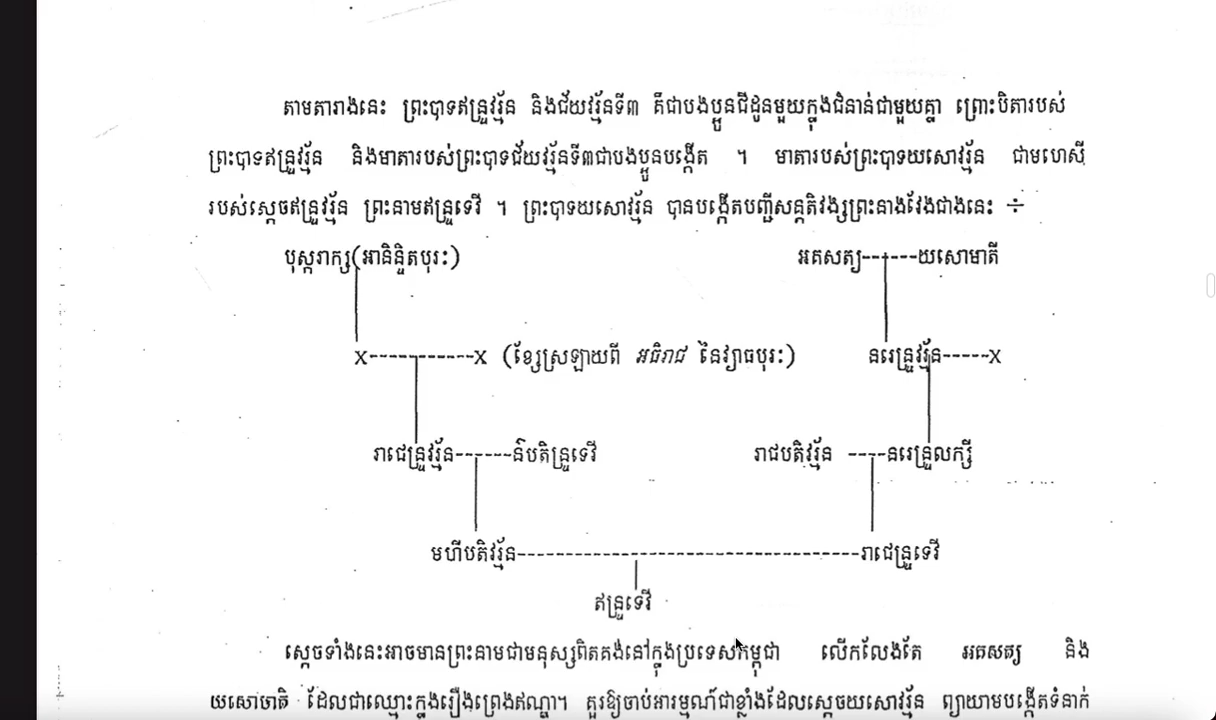 តាមតារាងនេះ ព្រះបាទឥន្ទ្រវរ្ម័ន និងជ័យវរ្ម័នទី៣ គឺជាបងប្អូនជីដូនមួយក្នុងជំនាន់ជាមួយគ្នា ព្រោះបិតារបស់
ព្រះបាទឥន្ទ្រវរ្ម័ន និងមាតារបស់ព្រះបាទជ័យវរ្ម័នទី៣ជាបងប្អូនបង្កើត ។ មាតារបស់ព្រះបាទយសោវរ្ម័ន ជាមហេសី
របស់ស្តេចឥន្ទ្រវរ្ម័ន ព្រះនាមឥន្ទ្រទេវី ។ ព្រះបាទយសោវរ្ម័ន បានបង្កើតបញ្ជីសន្តតិវង្សព្រះនាងវែងជាងនេះ ÷
បុស្ករាក្ស(អានិន្ទិតបុរៈ) អគសត្យ------យសោមាតី
x-----------x (ខ្សែស្រឡាយពី អធិរាជ នៃវ្យាធបុរៈ) នរេន្ទ្រវរ្ម័ន-----x
រាជេន្ទ្រវរ្ម័ន------ន៌បតិន្ទ្រទេវី រាជបតិវរ្ម័ន ----នរេន្ទ្រលក្ស្មី
មហីបតិវរ្ម័ន------------------------------------រាជេន្ទ្រទេវី
ឥន្ទ្រទេវី
ស្តេចទាំងនេះអាចមានព្រះនាមជាមនុស្សពិតគង់នៅក្នុងប្រទេសកម្ពុជា លើកលែងតែ អគសត្យ និង
យសោមាតិ ដែលជាឈ្មោះក្នុងរឿងព្រេងឥណ្ឌា។ គួរឱ្យចាប់អារម្មណ៍ជាខ្លាំងដែលស្តេចយសោវរ្ម័ន ព្យាយាមបង្កើតទំនាក់